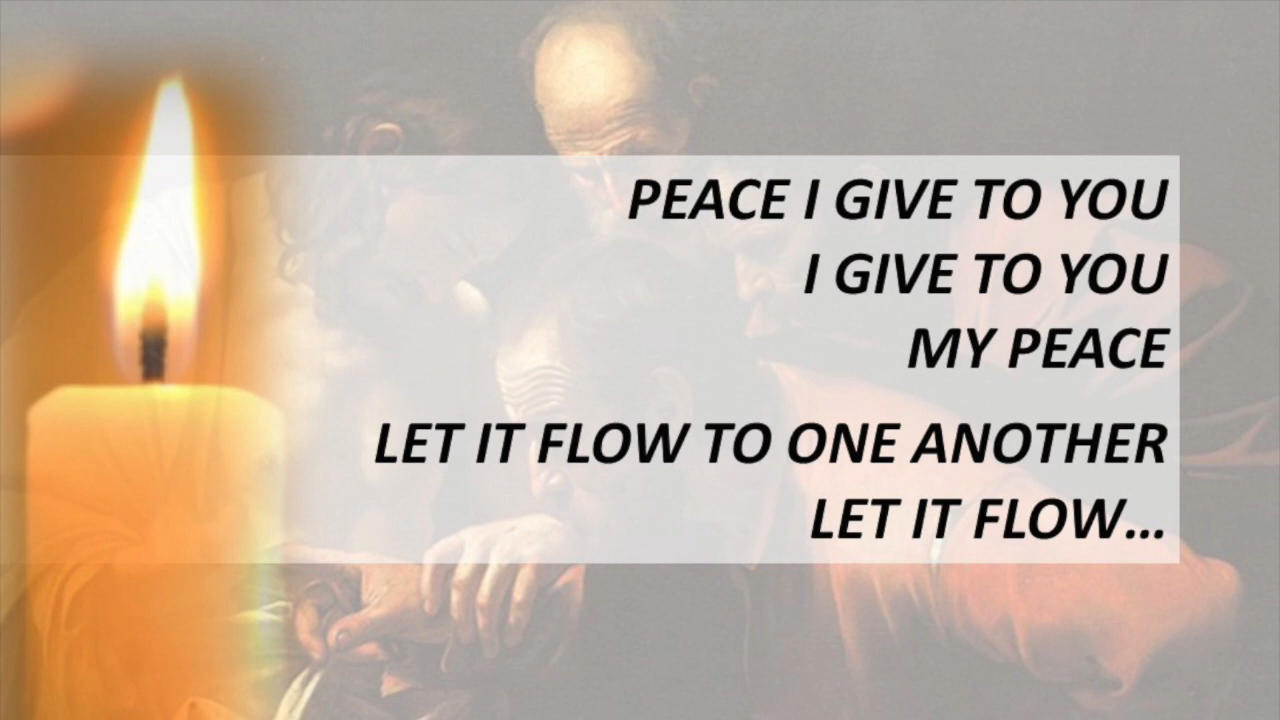 PEACE I GIVE TO YOU
I GIVE TO YOU
MY PEACE
LET IT FLOW TO ONE ANOTHER
LET IT FLOW…